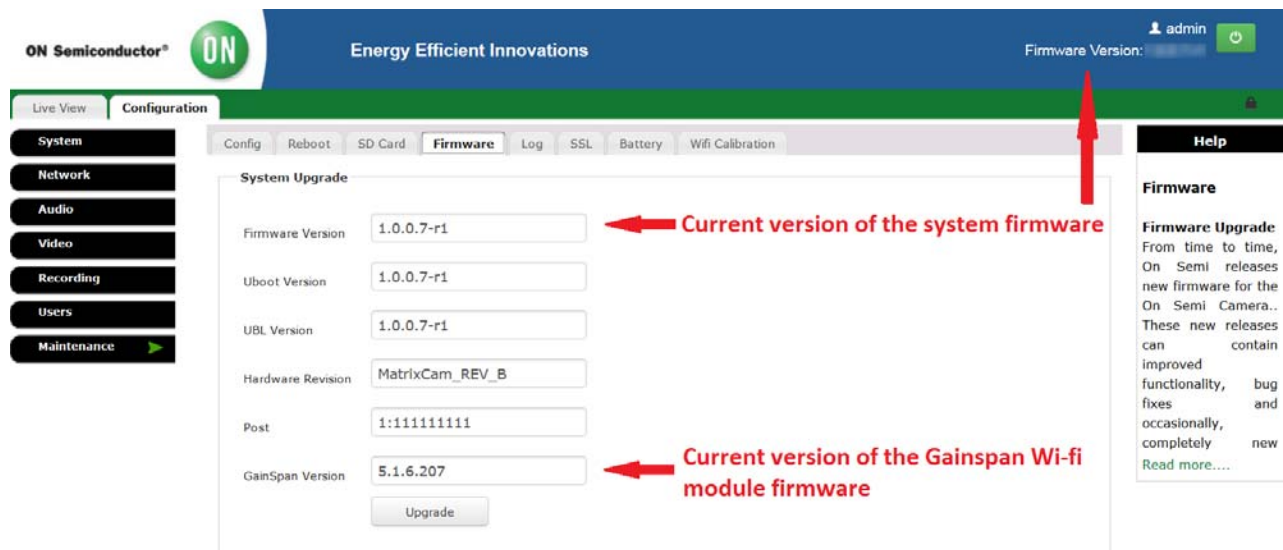 ON Semiconductor®
ON
Energy Efficient Innovations
admin
Firmware Version:
Live View
Configuration
System
Network
Audio
Video
Recording
Users
Maintenance
Config
Reboot
SD Card
Firmware
Log
SSL
Battery
Wifi Calibration
System Upgrade
Firmware Version
1.0.0.7-r1
Current version of the system firmware
Uboot Version
1.0.0.7-r1
UBL Version
1.0.0.7-r1
Hardware Revision
MatrixCam_REV_B
Post
1:111111111
GainSpan Version
5.1.6.207
Current version of the Gainspan Wi-fi
module firmware
Upgrade
Help
Firmware
Firmware Upgrade
From time to time,
On Semi releases
new firmware for the
On Semi Camera..
These new releases
can contain
improved
functionality, bug
fixes and
occasionally,
completely new
Read more....